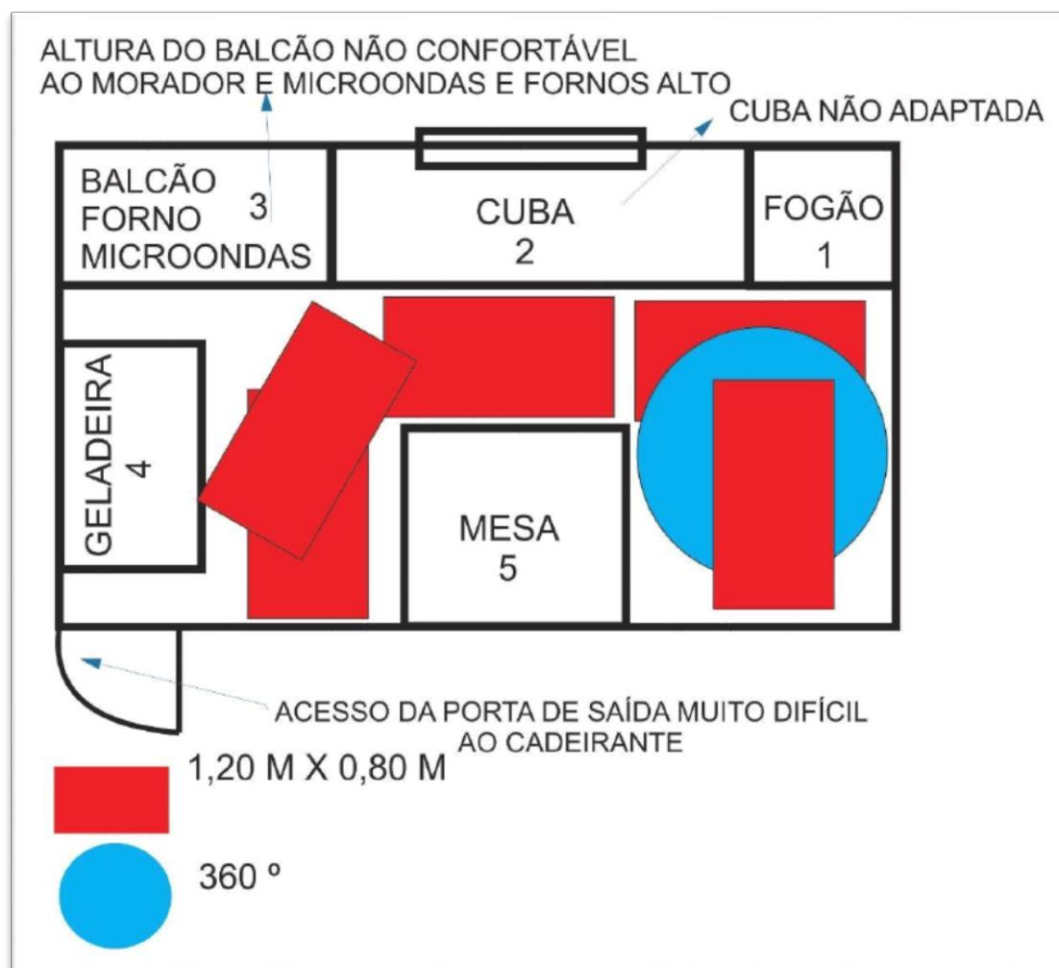 ALTURA DO BALCÃO NÃO CONFORTÁVEL
AO MORADOR E MICROONDAS E FORNOS ALTO
CUBA NÃO ADAPTADA
BALCÃO
FORNO 3
MICROONDAS
CUBA
2
FOGÃO
1
GELADEIRA
4
MESA
5
ACESSO DA PORTA DE SAÍDA MUITO DIFÍCIL
AO CADEIRANTE
1,20 M X 0,80 M
360 º